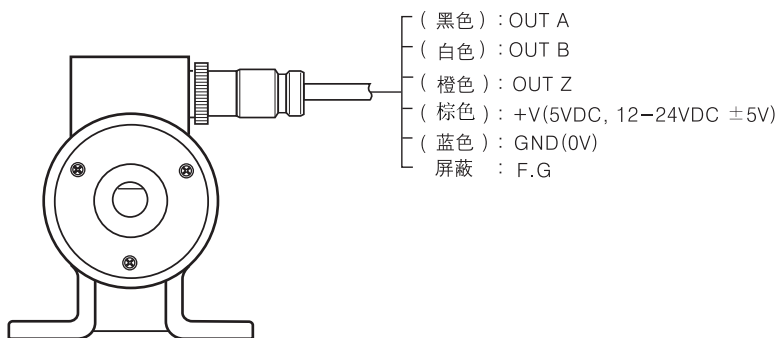 ( 黑色 ) : OUT A
( 白色 ) : OUT B
( 橙色 ) : OUT Z
( 棕色 ) : +V(5VDC, 12-24VDC ±5V)
( 蓝色 ) : GND(0V)
屏蔽 : F.G